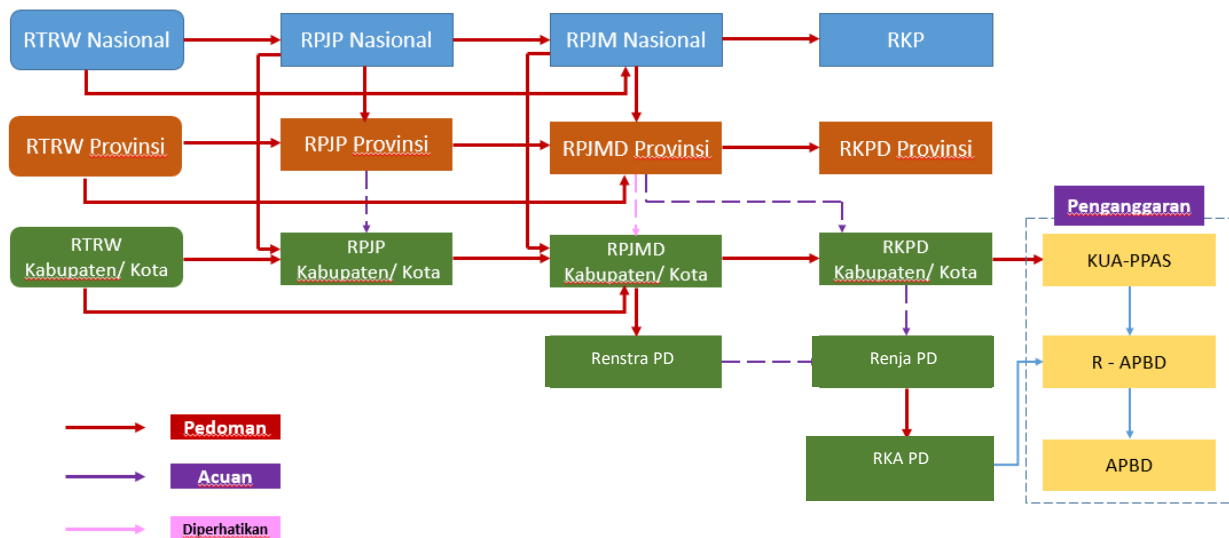 RTRW Nasional
RPJP Nasional
RPJM Nasional
RKP
RTRW Provinsi
RPJP Provinsi
RPJMD Provinsi
RKPD Provinsi
Penganggaran
RTRW
Kabupaten/ Kota
RPJP
Kabupaten/ Kota
RPJMD
Kabupaten/ Kota
RKPD
Kabupaten/ Kota
KUA-PPAS
Renstra PD
Renja PD
R - APBD
Pedoman
RKA PD
APBD
Acuan
Diperhatikan